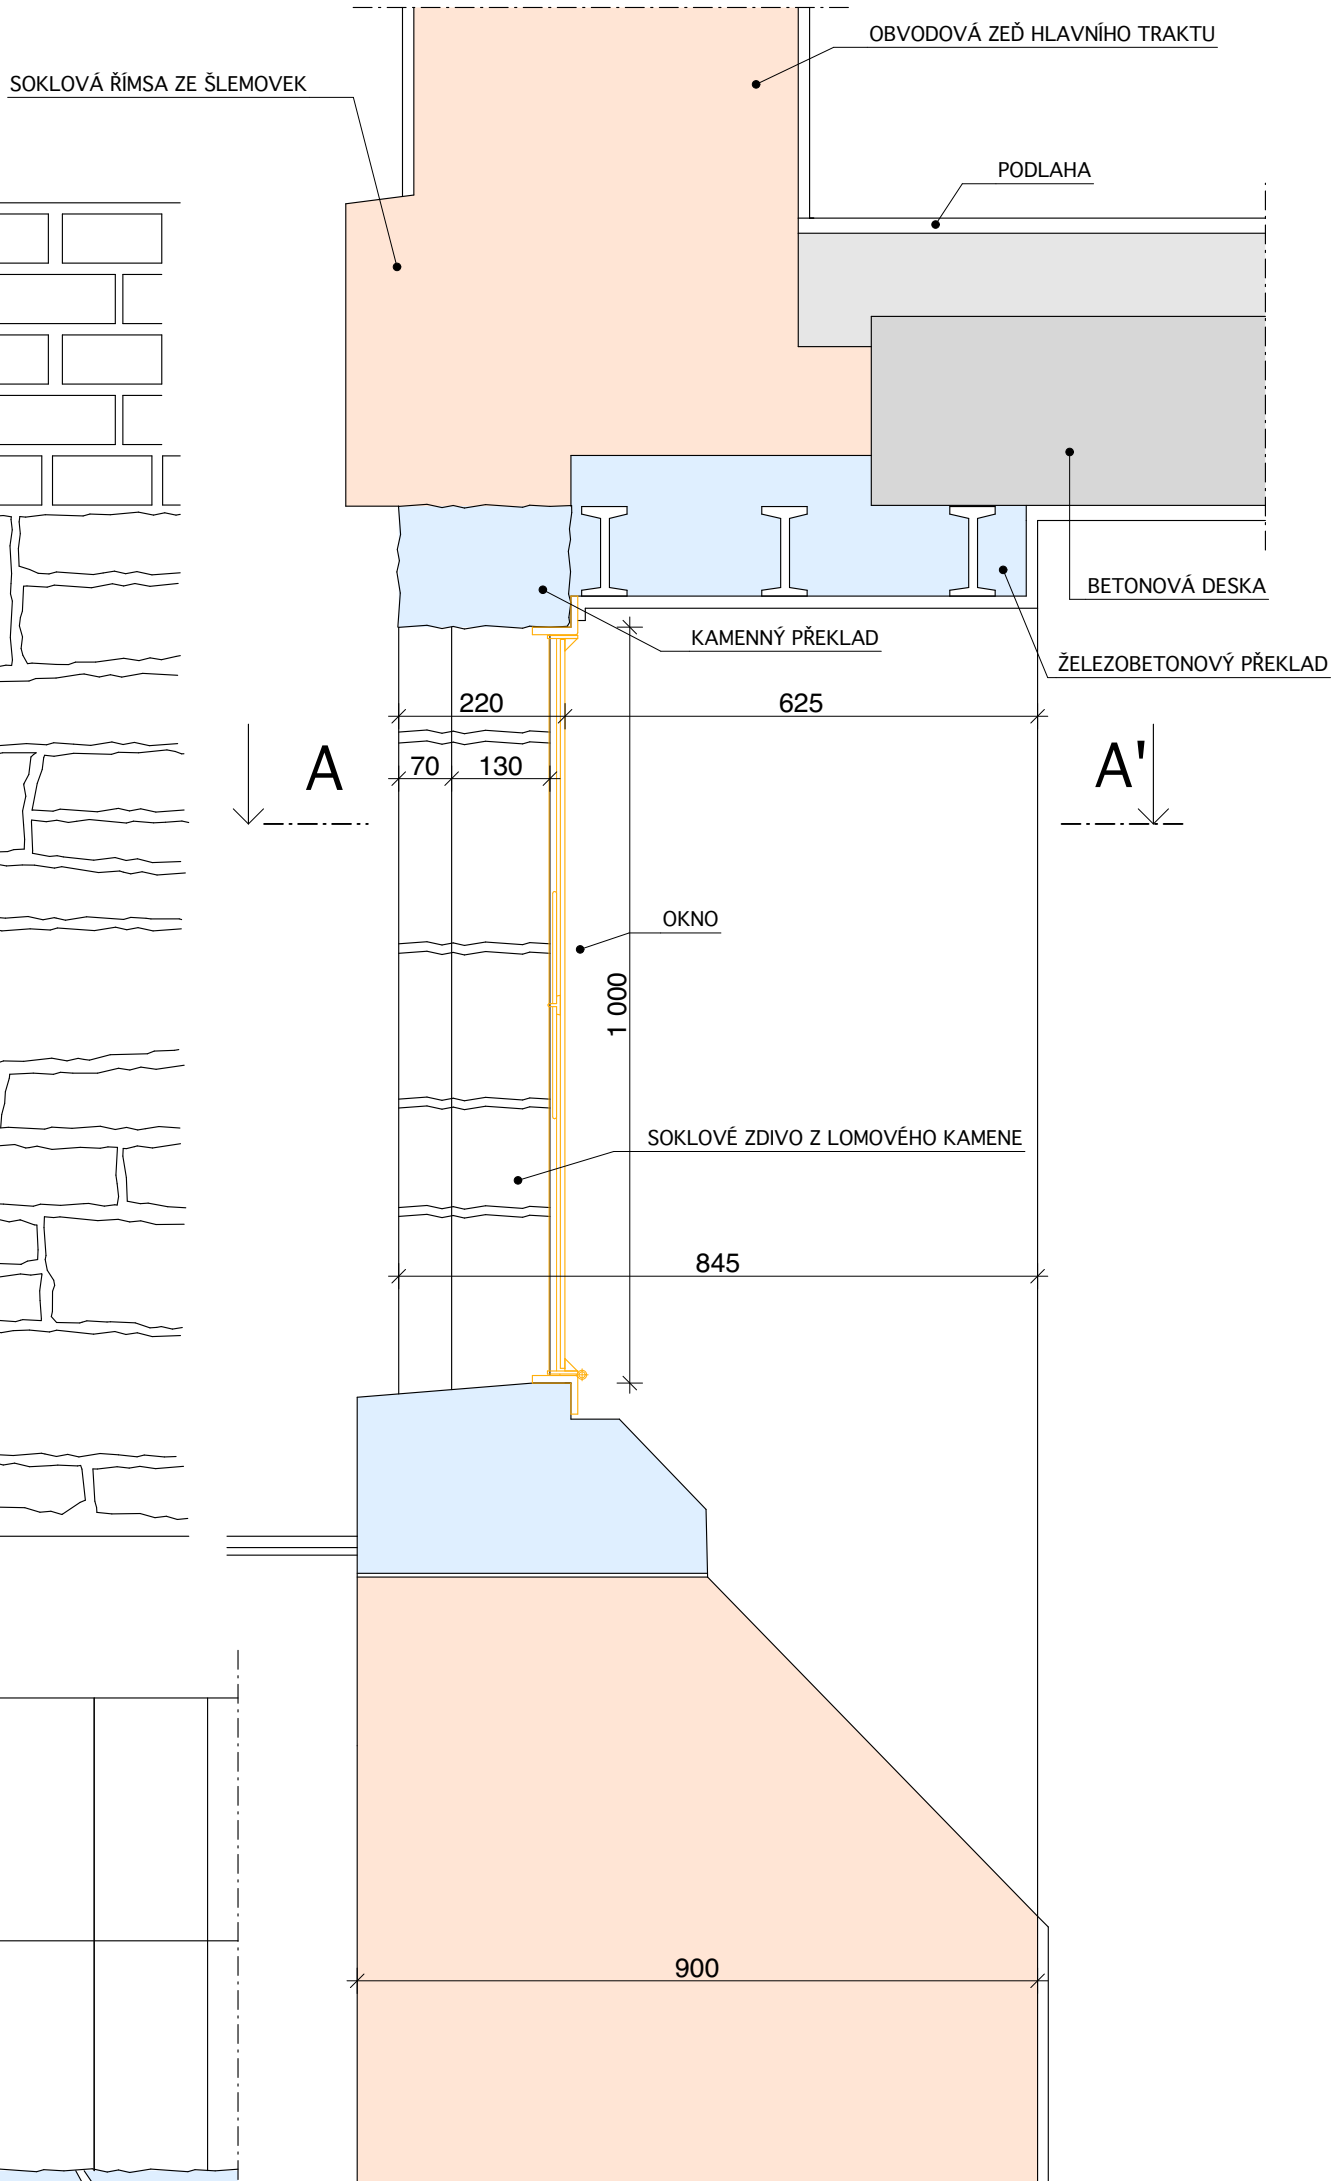 OBVODOVÁ ZEĎ HLAVNÍHO TRAKTU
SOKLOVÁ ŘÍMSA ZE ŠLEMOVEK
PODLAHA
BETONOVÁ DESKA
KAMENNÝ PŘEKLAD
ŽELEZOBETONOVÝ PŘEKLAD
220
625
70
130
A
A'
OKNO
1 000
SOKLOVÉ ZDIVO Z LOMOVÉHO KAMENE
845
900